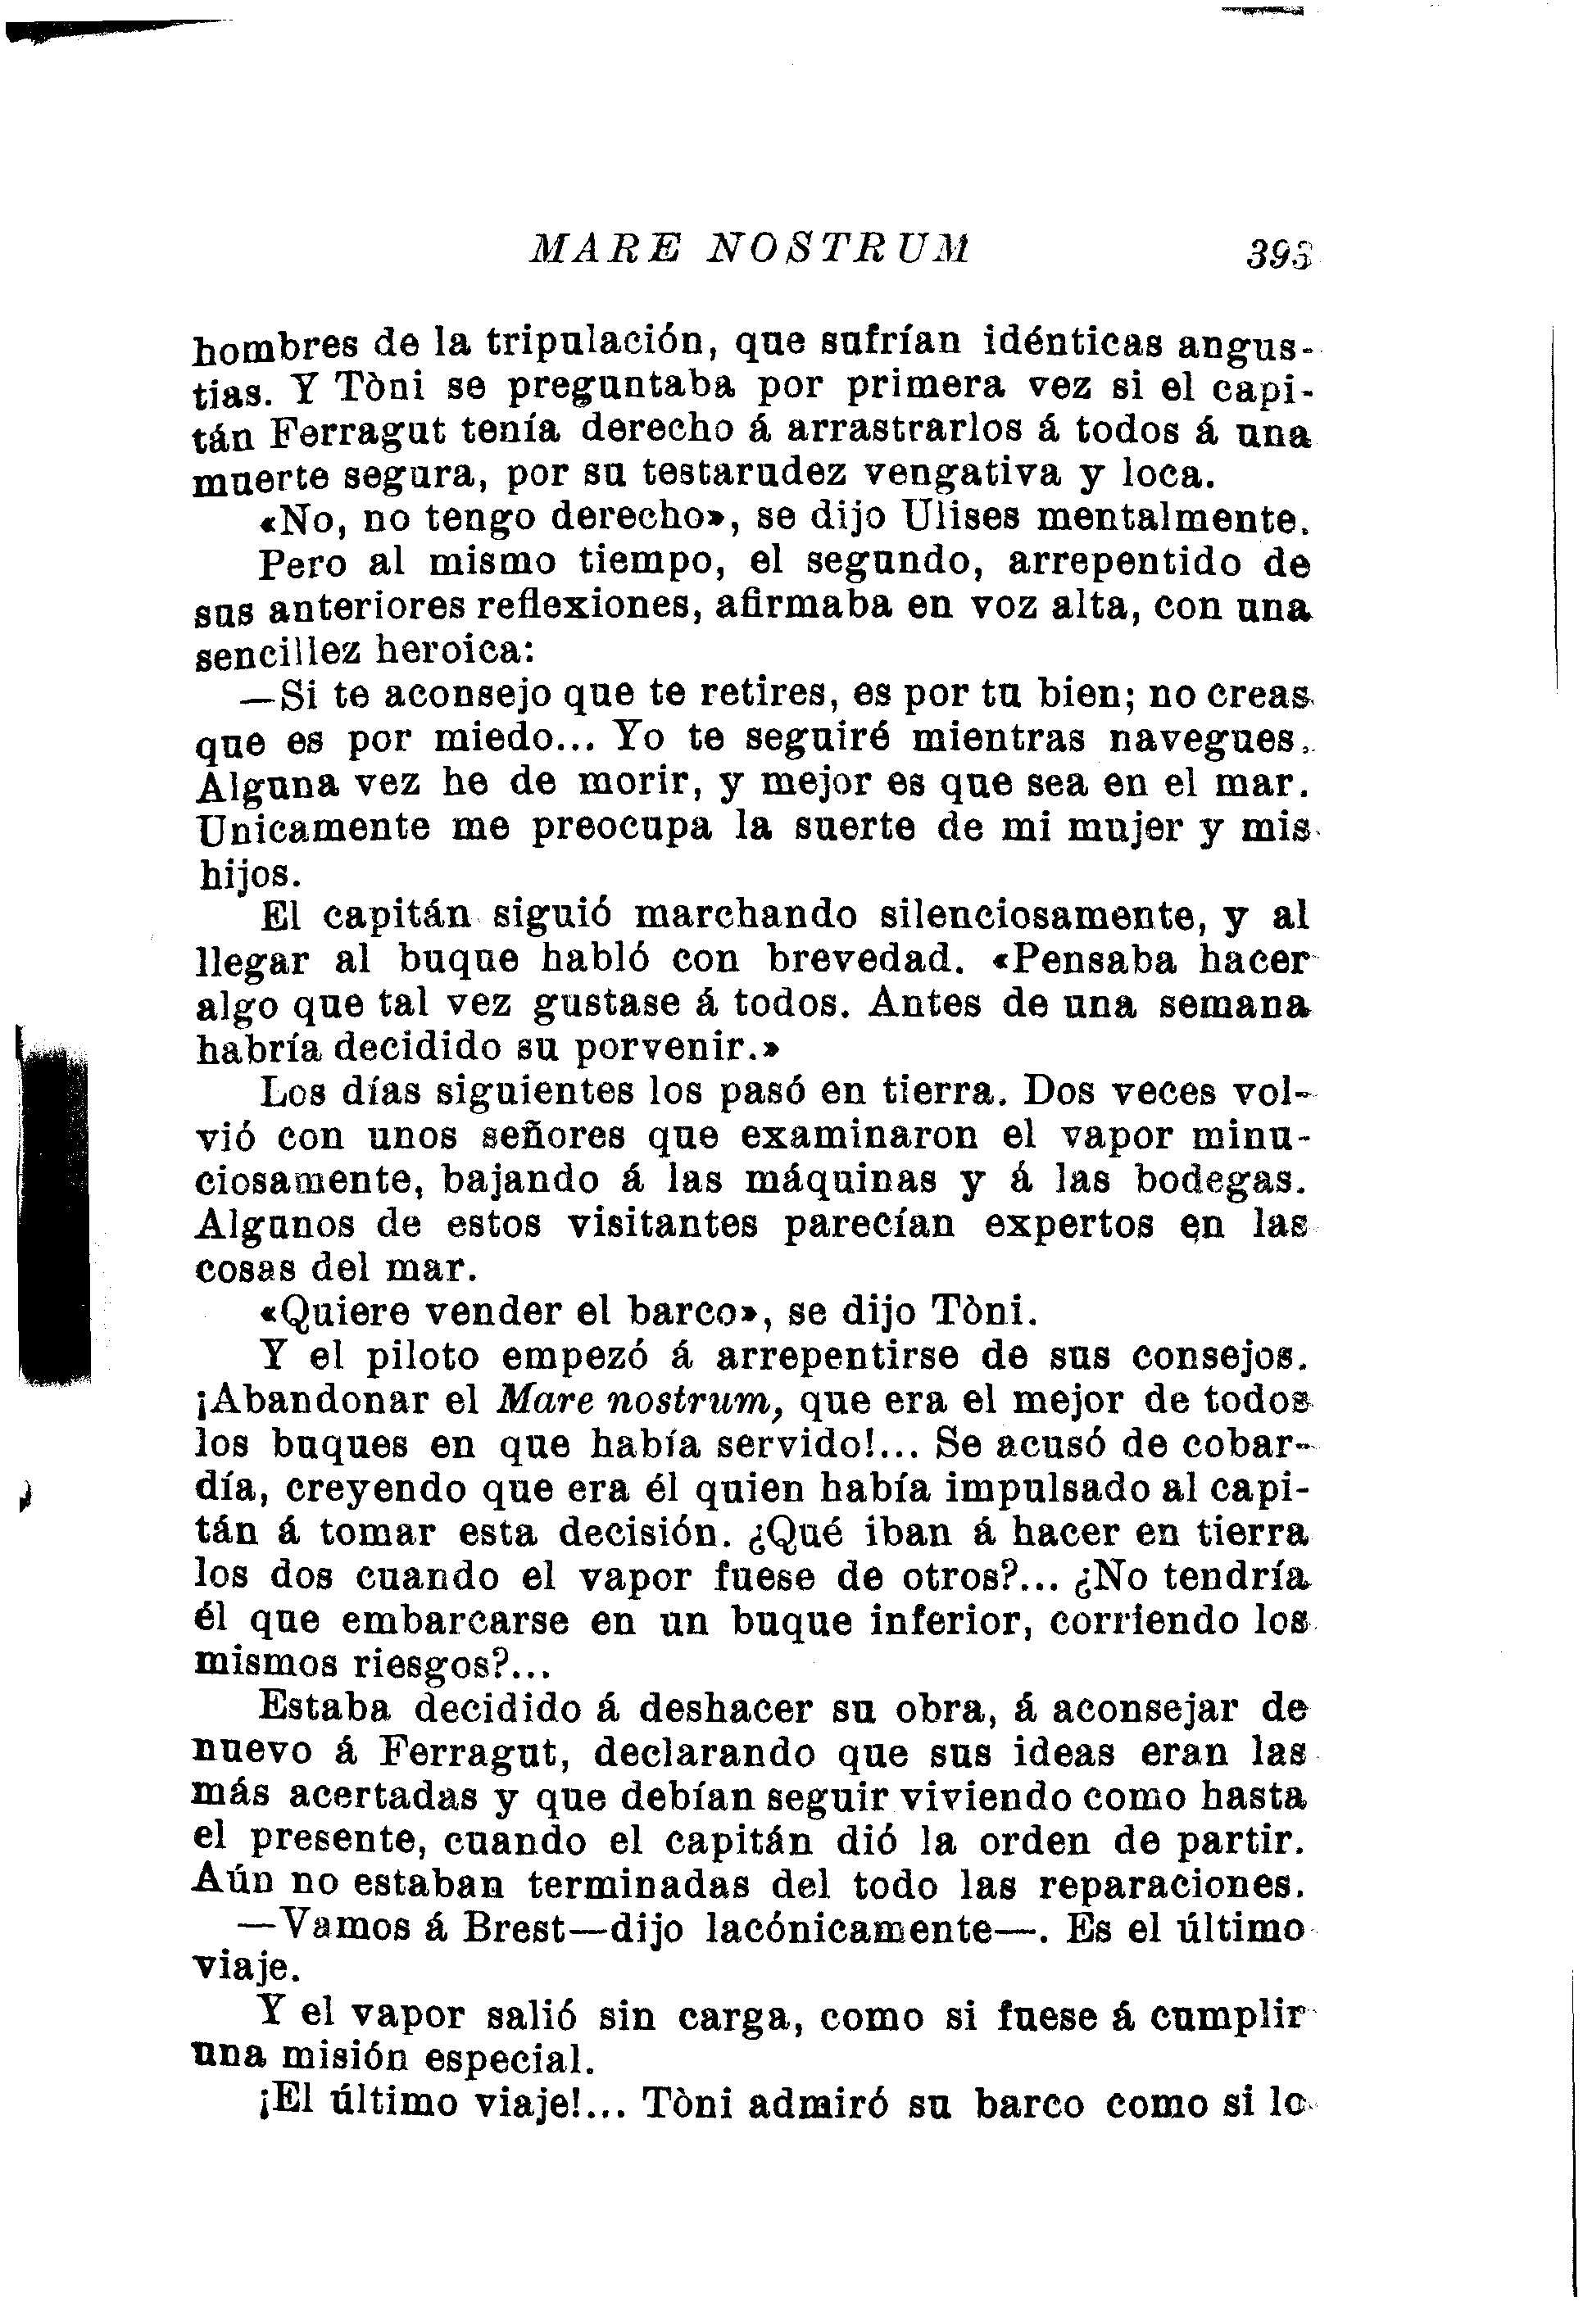 MARE NOSTRUM 393
hombres de la tripulación, que sufrían idénticas angus-
tias. Y Tòni se preguntaba por primera vez si el capi-
tán Ferragut tenía derecho á arrastrarlos á todos á una
muerte segura, por su testarudez vengativa y loca.
«No, no tengo derecho», se dijo Ulises mentalmente.
Pero al mismo tiempo, el segundo, arrepentido de
sus anteriores reflexiones, afirmaba en voz alta, con una
sencillez heroica:
—Si te aconsejo que te retires, es por tu bien; no creas
que es por miedo... Yo te seguiré mientras navegues.
Alguna vez he de morir, y mejor es que sea en el mar.
Unicamente me preocupa la suerte de mi mujer y mis
hijos.
El capitán siguió marchando silenciosamente, y al
llegar al buque habló con brevedad. «Pensaba hacer
algo que tal vez gustase á todos. Antes de una semana
habría decidido su porvenir.»
Los días siguientes los pasó en tierra. Dos veces vol-
vió con unos señores que examinaron el vapor minu-
ciosamente, bajando á las máquinas y á las bodegas.
Algunos de estos visitantes parecían expertos en las
cosas del mar.
«Quiere vender el barco», se dijo Tòni.
Y el piloto empezó á arrepentirse de sus consejos.
¡Abandonar el Mare nostrum, que era el mejor de todos
los buques en que había servido!... Se acusó de cobar-
día, creyendo que era él quien había impulsado al capi-
tán á tomar esta decisión. ¿Qué iban á hacer en tierra
los dos cuando el vapor fuese de otros?... ¿No tendría
él que embarcarse en un buque inferior, corriendo los
mismos riesgos?...
Estaba decidido á deshacer su obra, á aconsejar de
nuevo á Ferragut, declarando que sus ideas eran las
más acertadas y que debían seguir viviendo como hasta
el presente, cuando el capitán dió la orden de partir.
Aún no estaban terminadas del todo las reparaciones.
—Vamos á Brest—dijo lacónicamente—. Es el último
viaje.
Y el vapor salió sin carga, como si fuese á cumplir
una misión especial.
¡El último viaje!... Tòni admiró su barco como si lo